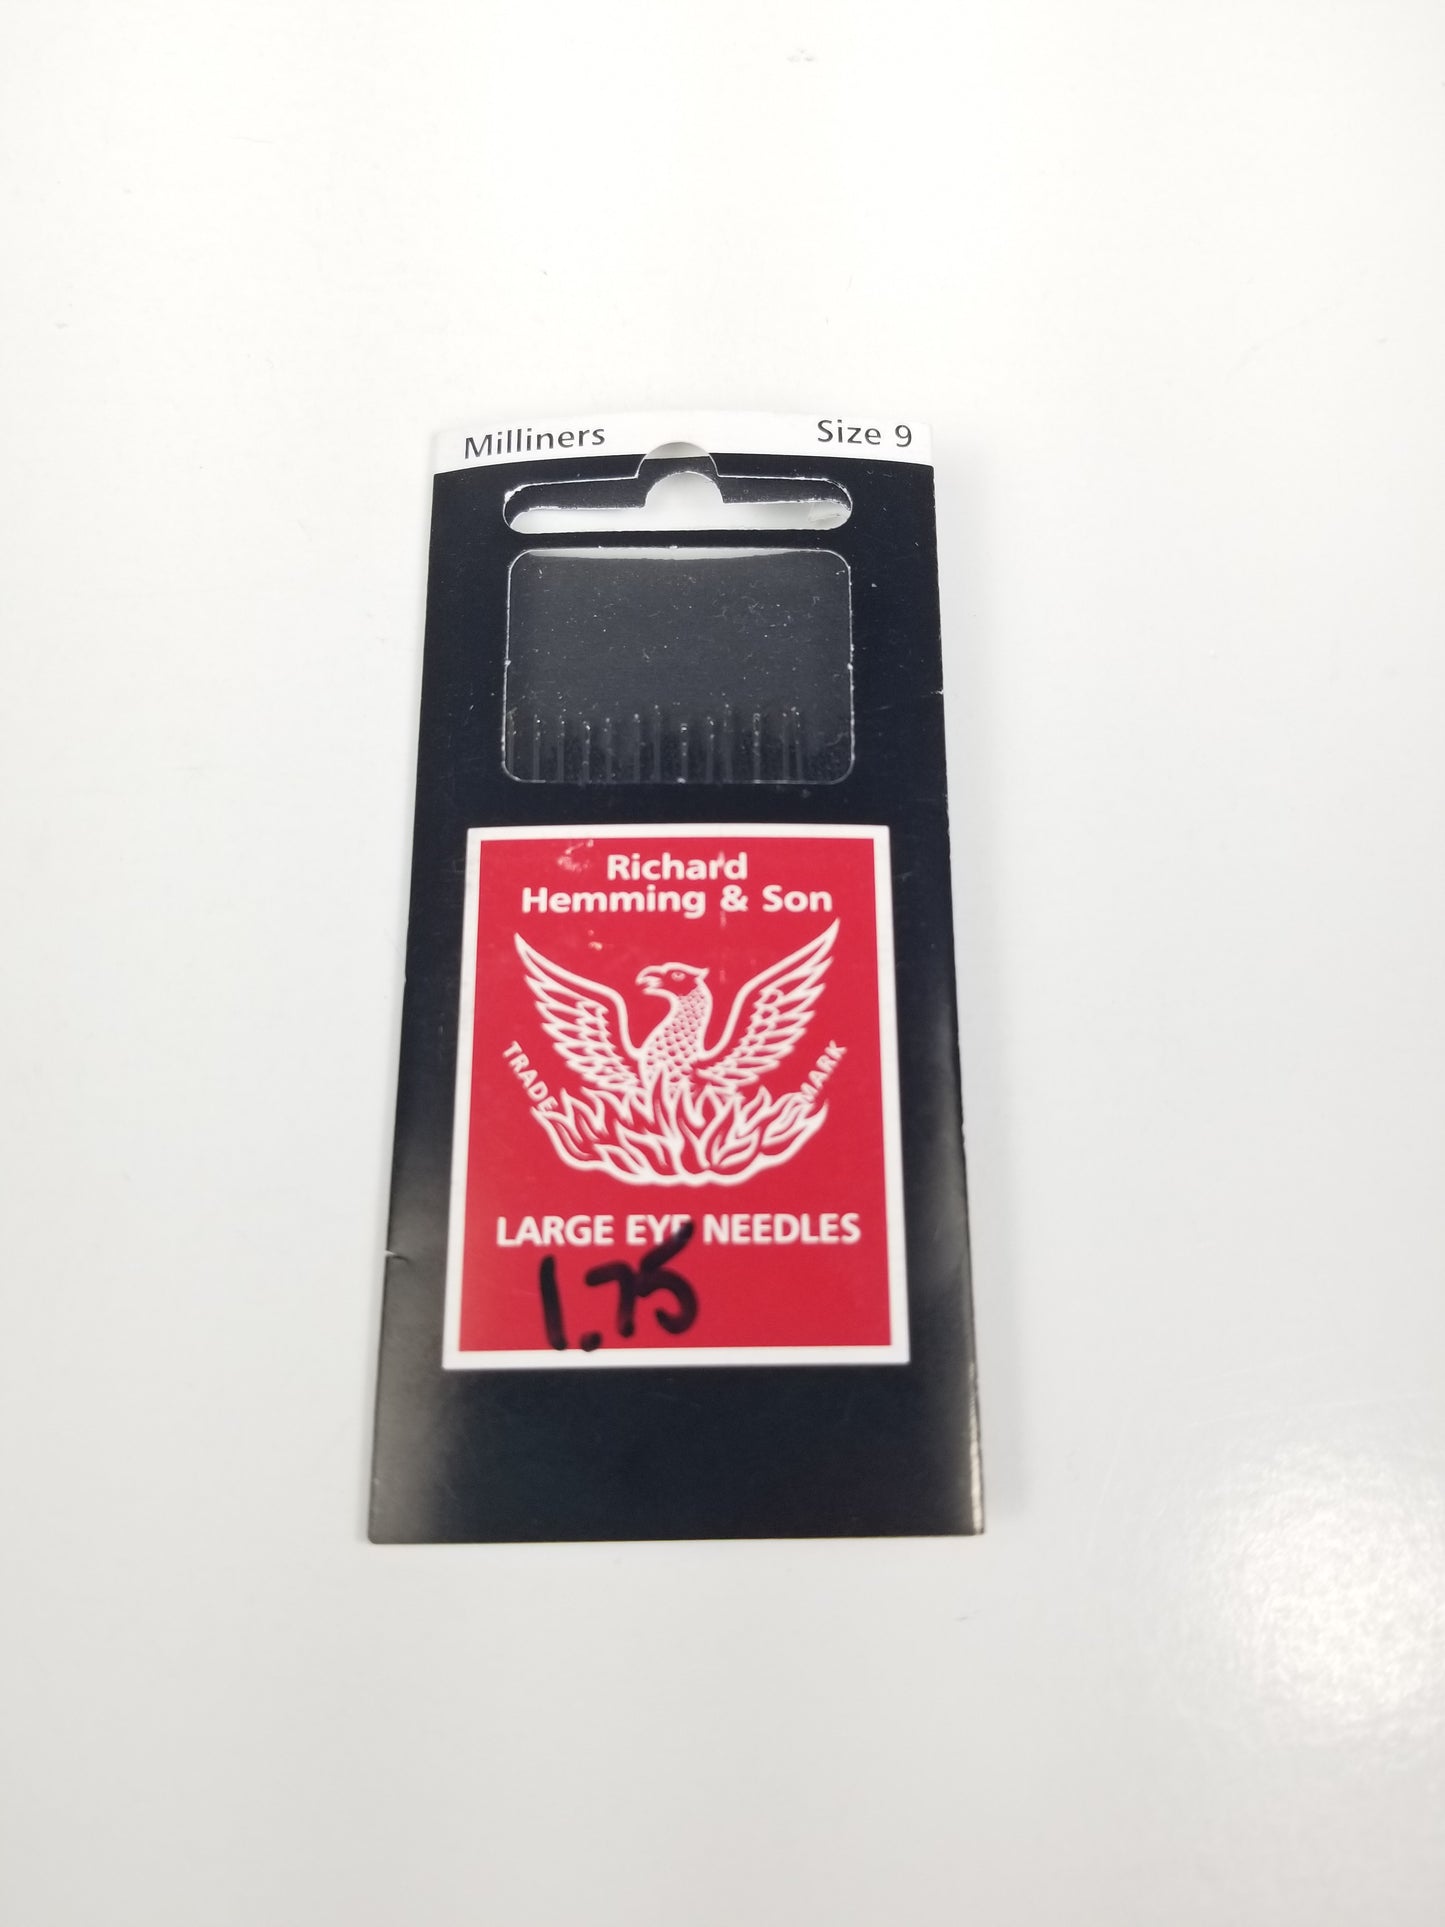 Milliners Size 9
Richard
Hemming & Son
TRADE MARK
LARGE EYE NEEDLES
1.75